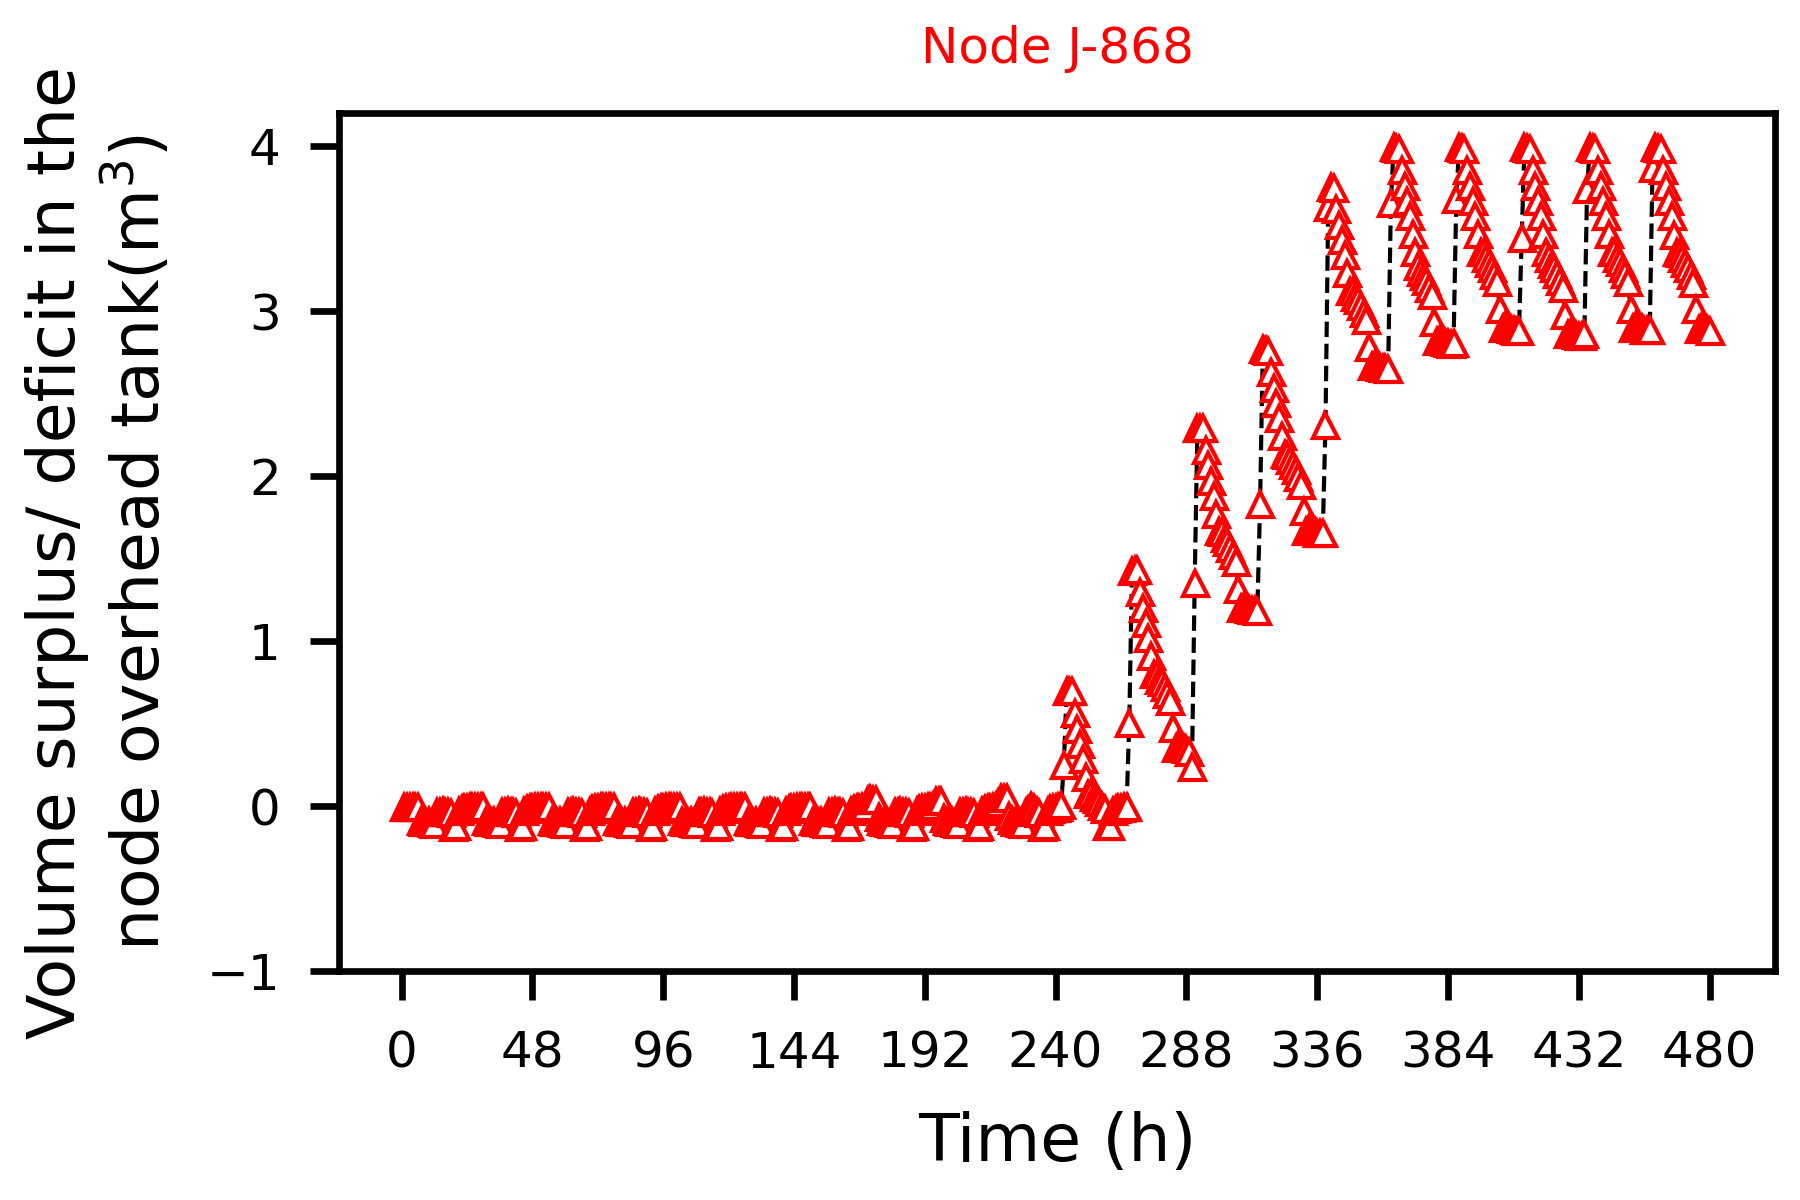 Node J-868
Volume surplus/ deficit in the
node overhead tank(m³)
4
3
2
1
0
−1
0 48 96 144 192 240 288 336 384 432 480
Time (h)